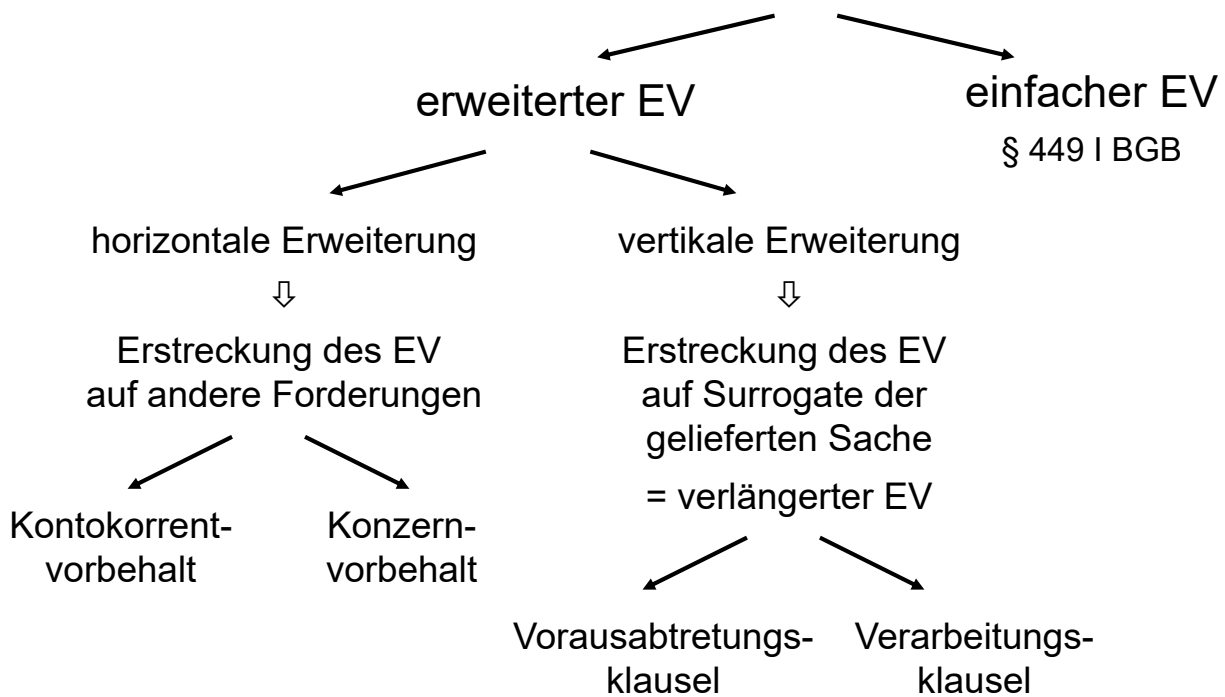 erweiterter EV
einfacher EV
§ 449 I BGB
horizontale Erweiterung
vertikale Erweiterung
⇩
⇩
Erstreckung des EV
auf andere Forderungen
Erstreckung des EV
auf Surrogate der
gelieferten Sache
= verlängerter EV
Kontokorrent-
vorbehalt
Konzern-
vorbehalt
Vorausabtretungs-
klausel
Verarbeitungs-
klausel